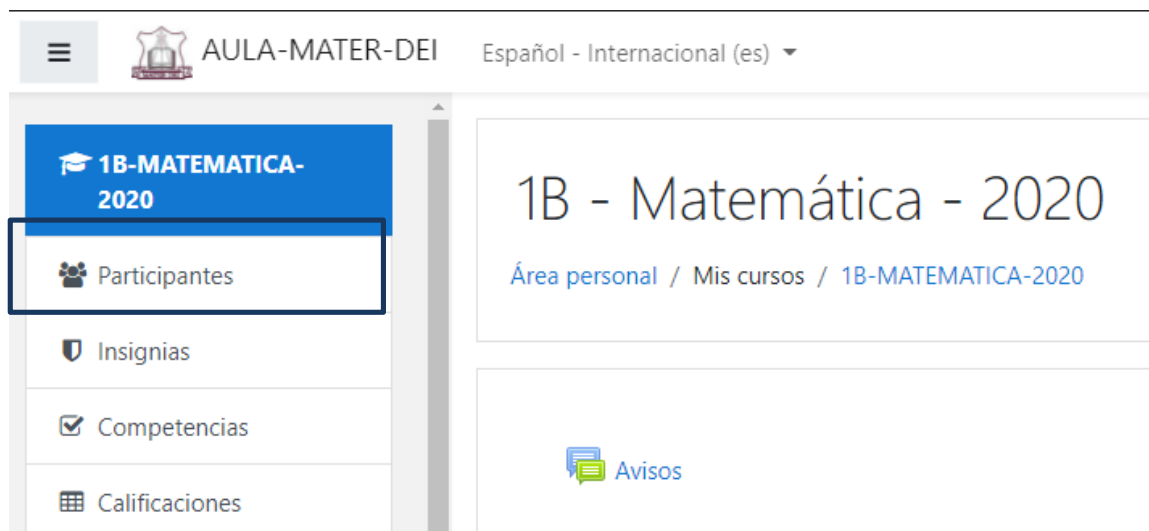 AULA-MATER-DEI
Español - Internacional (es)
1B-MATEMATICA-
2020
Participantes
Insignias
Competencias
Calificaciones
1B - Matemática - 2020
Área personal / Mis cursos / 1B-MATEMATICA-2020
Avisos